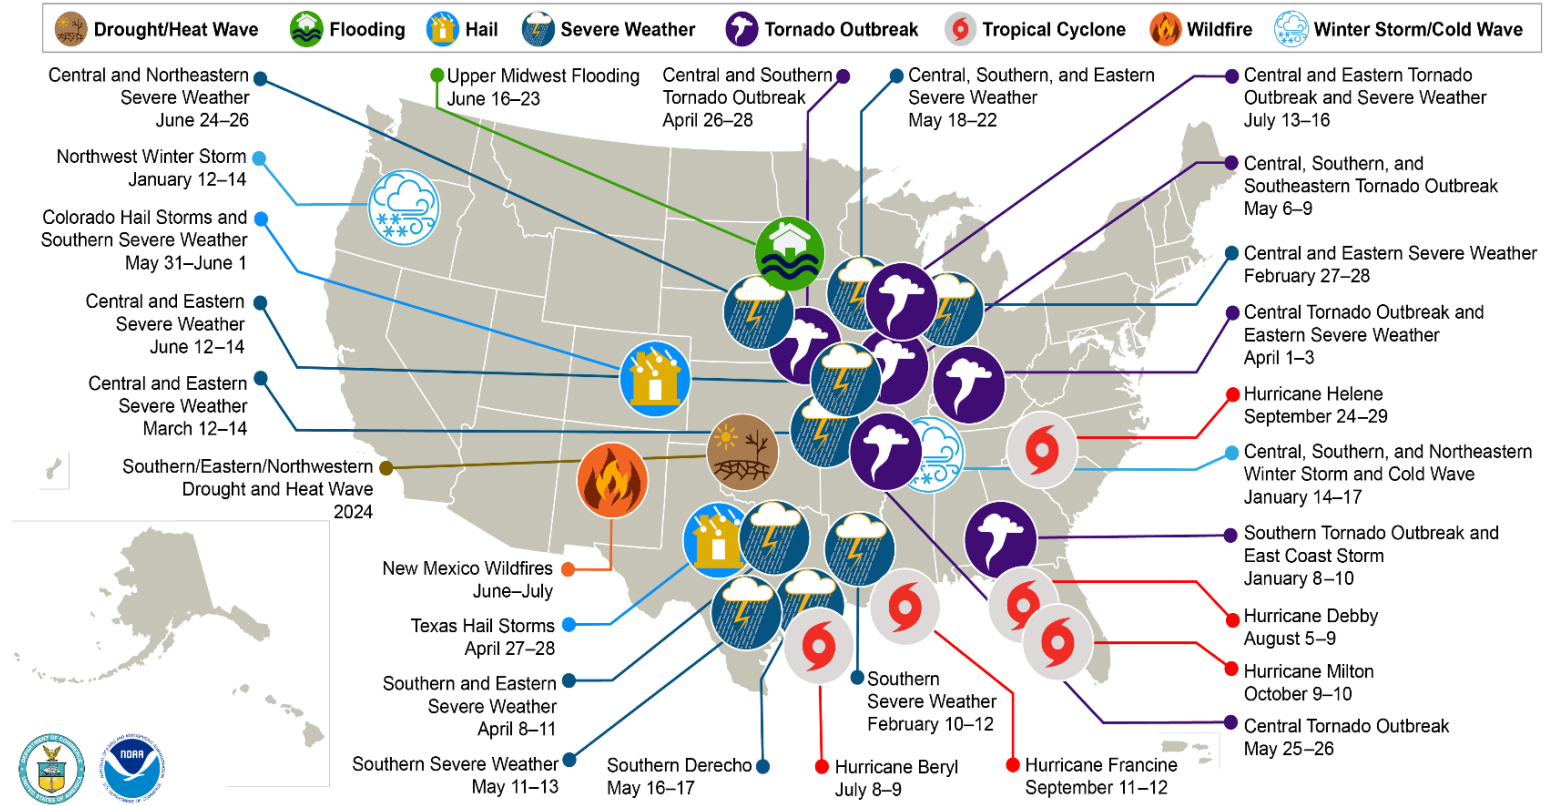 Drought/Heat Wave
Flooding
Hail
Severe Weather
Tornado Outbreak
Tropical Cyclone
Wildfire
Winter Storm/Cold Wave
Central and Northeastern
Severe Weather
June 24–26
Northwest Winter Storm
January 12–14
Colorado Hail Storms and
Southern Severe Weather
May 31–June 1
Central and Eastern
Severe Weather
June 12–14
Central and Eastern
Severe Weather
March 12–14
Southern/Eastern/Northwestern
Drought and Heat Wave
2024
New Mexico Wildfires
June–July
Texas Hail Storms
April 27–28
Southern and Eastern
Severe Weather
April 8–11
Southern Severe Weather
May 11–13
Upper Midwest Flooding
June 16–23
Central and Southern
Tornado Outbreak
April 26–28
Central, Southern, and Eastern
Severe Weather
May 18–22
Central and Eastern Tornado
Outbreak and Severe Weather
July 13–16
Central, Southern, and
Southeastern Tornado Outbreak
May 6–9
Central and Eastern Severe Weather
February 27–28
Central Tornado Outbreak and
Eastern Severe Weather
April 1–3
Hurricane Helene
September 24–29
Central, Southern, and Northeastern
Winter Storm and Cold Wave
January 14–17
Southern Tornado Outbreak and
East Coast Storm
January 8–10
Hurricane Debby
August 5–9
Hurricane Milton
October 9–10
Central Tornado Outbreak
May 25–26
Southern
Severe Weather
February 10–12
Southern Derecho
May 16–17
Hurricane Beryl
July 8–9
Hurricane Francine
September 11–12
NOAA